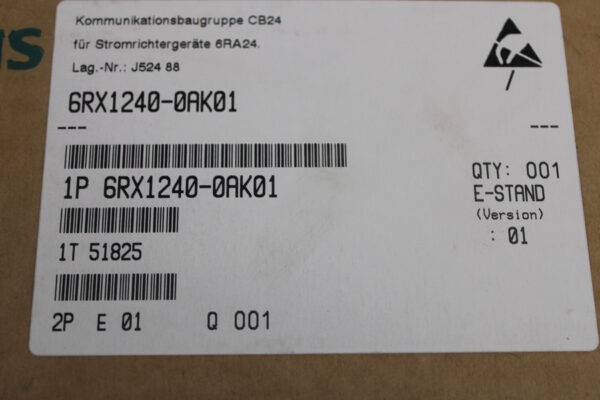 Kommunikationsbaugruppe CB24
für Stromrichtergeräte 6RA24.
Lag.-Nr.: J524 88
6RX1240-0AK01
---
---
1P 6RX1240-0AK01
QTY: 001
E-STAND
(Version)
: 01
1T 51825
2P E 01 Q 001